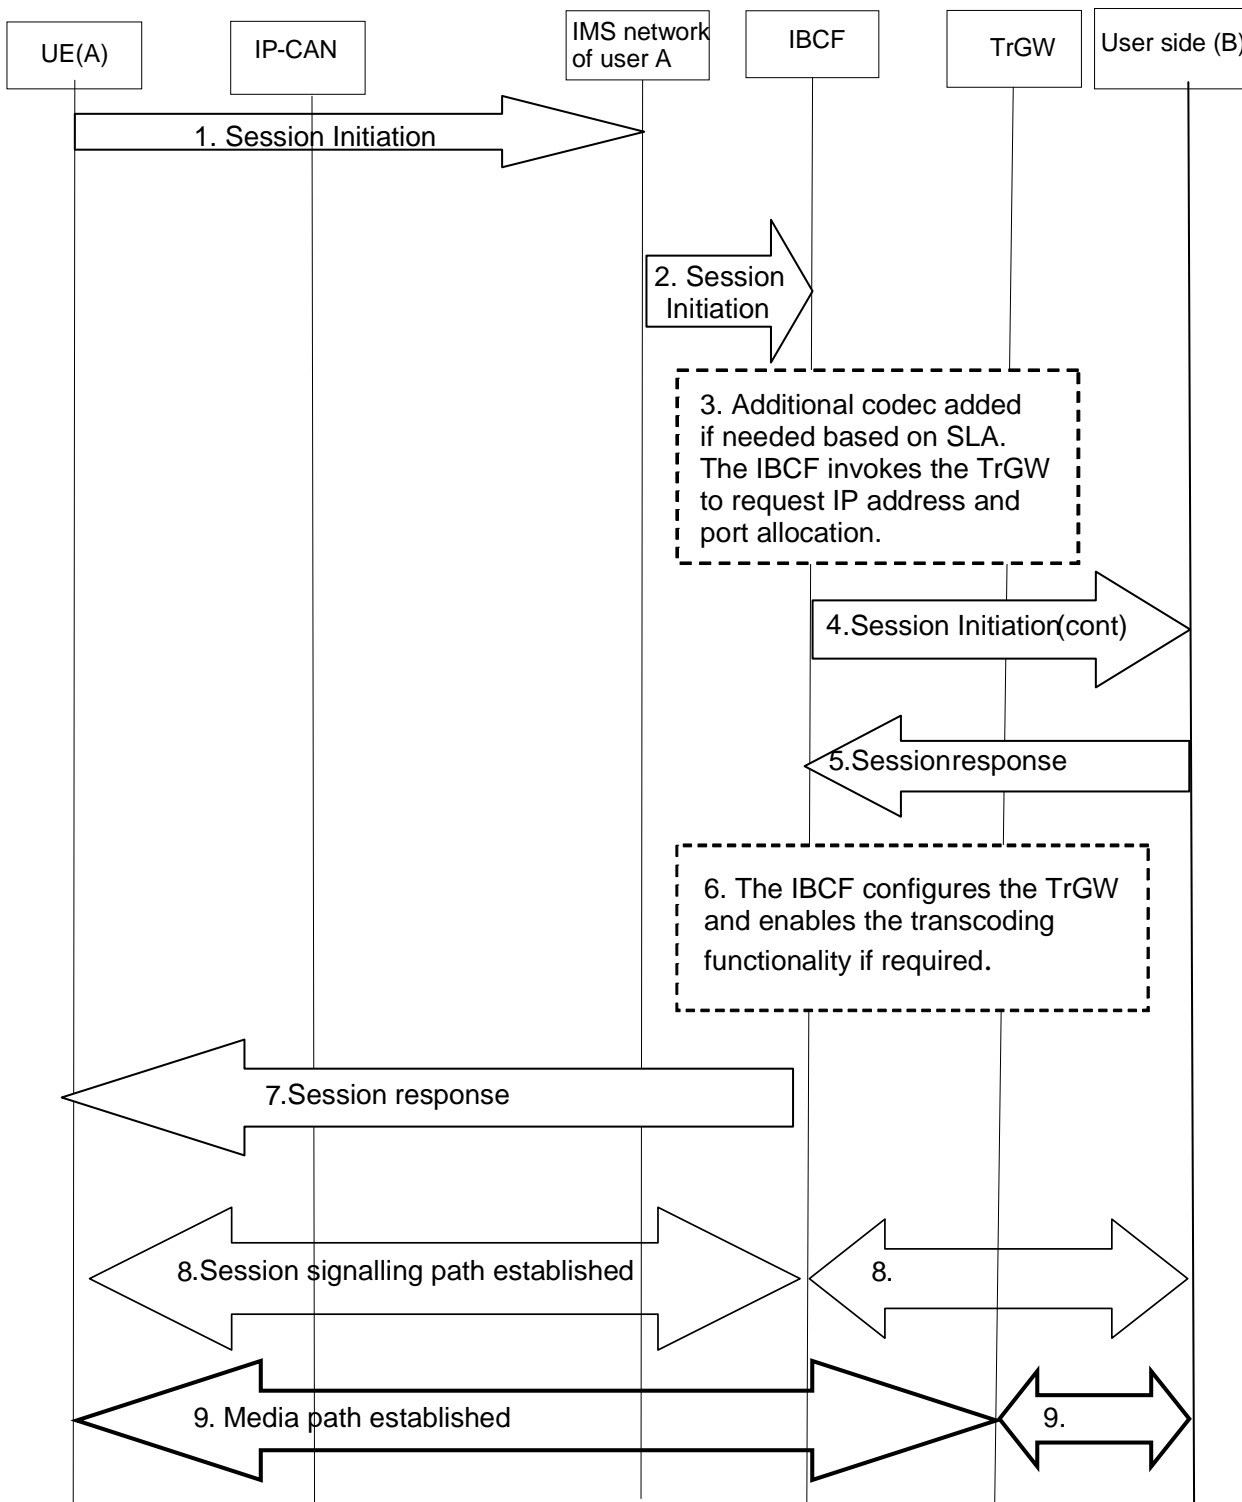 UE(A)
IP-CAN
IMS network
of user A
IBCF
TrGW
User side (B)
1. Session Initiation
2. Session
Initiation
3. Additional codec added
if needed based on SLA.
The IBCF invokes the TrGW
to request IP address and
port allocation.
4.Session Initiation(cont)
5.Sessionresponse
6. The IBCF configures the TrGW
and enables the transcoding
functionality if required.
7.Session response
8.Session signalling path established
8.
9. Media path established
9.